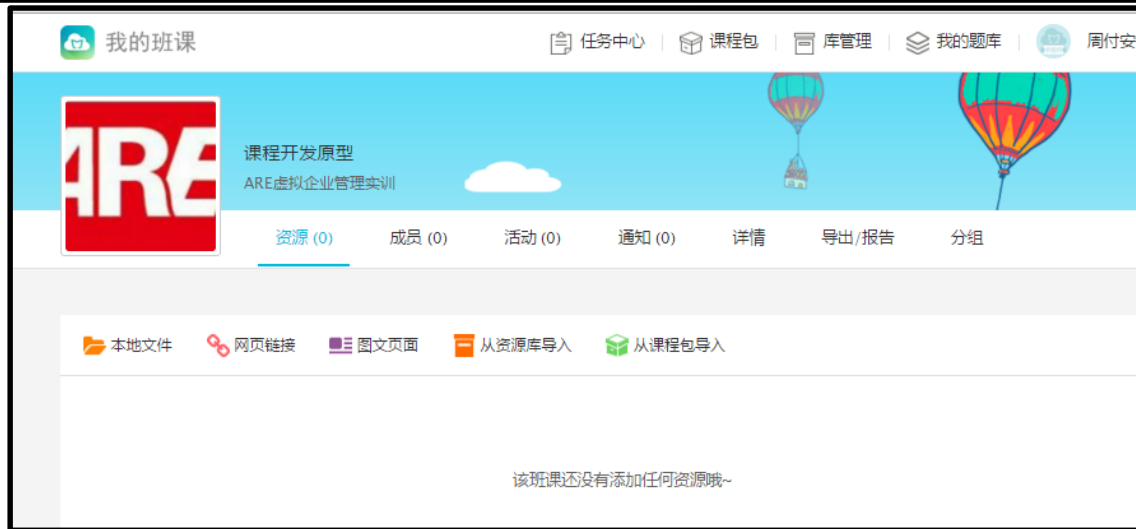 我的班课 任务中心 课程包 库管理 我的题库 周付安
ARE
课程开发原型
ARE虚拟企业管理实训
资源 (0) 成员 (0) 活动 (0) 通知 (0) 详情 导出/报告 分组
本地文件 网页链接 图文页面 从资源库导入 从课程包导入
该班课还没有添加任何资源哦~